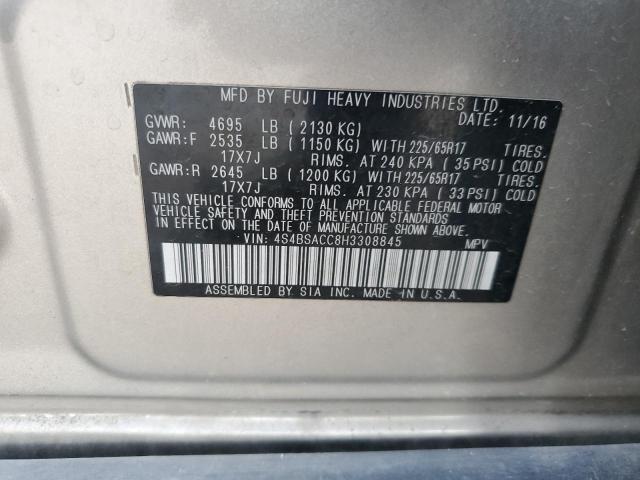 MFD BY FUJI HEAVY INDUSTRIES LTD.
DATE: 11/16
GVWR: 4695 LB (2130 KG)
GAWR:F 2535 LB (1150 KG) WITH 225/65R17 TIRES.
17X7J RIMS. AT 240 KPA (35 PSI) COLD
GAWR:R 2645 LB (1200 KG) WITH 225/65R17 TIRES.
17X7J RIMS. AT 230 KPA (33 PSI) COLD
THIS VEHICLE CONFORMS TO ALL APPLICABLE FEDERAL MOTOR
VEHICLE SAFETY AND THEFT PREVENTION STANDARDS
IN EFFECT ON THE DATE OF MANUFACTURE SHOWN ABOVE.
VIN: 4S4BSACC8H3308845 MPV
ASSEMBLED BY SIA INC. MADE IN U.S.A.